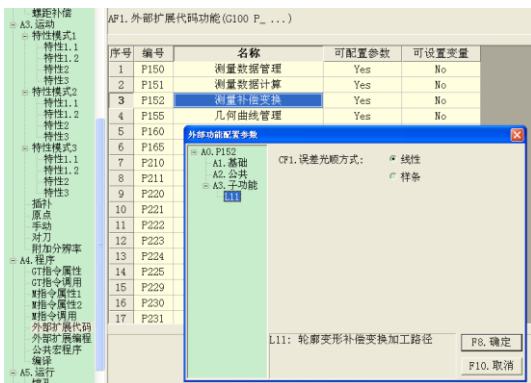 螺距补偿
A3.运动
特性模式1
特性1.1
特性1.2
特性2
特性3
特性模式2
特性1.1
特性1.2
特性2
特性3
特性模式3
特性1.1
特性1.2
特性2
特性3
插补
原点
手动
对刀
附加分辨率
A4.程序
GT指令属性
GT指令调用
M指令属性1
M指令属性2
M指令调用
外部扩展代码
外部扩展编程
公共宏程序
编译
A5.运行
AF1.外部扩展代码功能(G100 P_ ...)
序号 编号 名称 可配置参数 可设置变量
1 P150 测量数据管理 Yes No
2 P151 测量数据计算 Yes No
3 P152 测量补偿变换 Yes No
4 P155 几何曲线管理 Yes No
5 P160
6 P165
7 P210
8 P211
9 P220
10 P221
11 P222
12 P223
13 P224
14 P225
15 P229
16 P230
17 P231
外部功能配置参数
A0.P152
A1.基础
A2.公共
A3.子功能
L11
CF1.误差光顺方式:
线性
样条
L11: 轮廓变形补偿变换加工路径
F8.确定
F10.取消